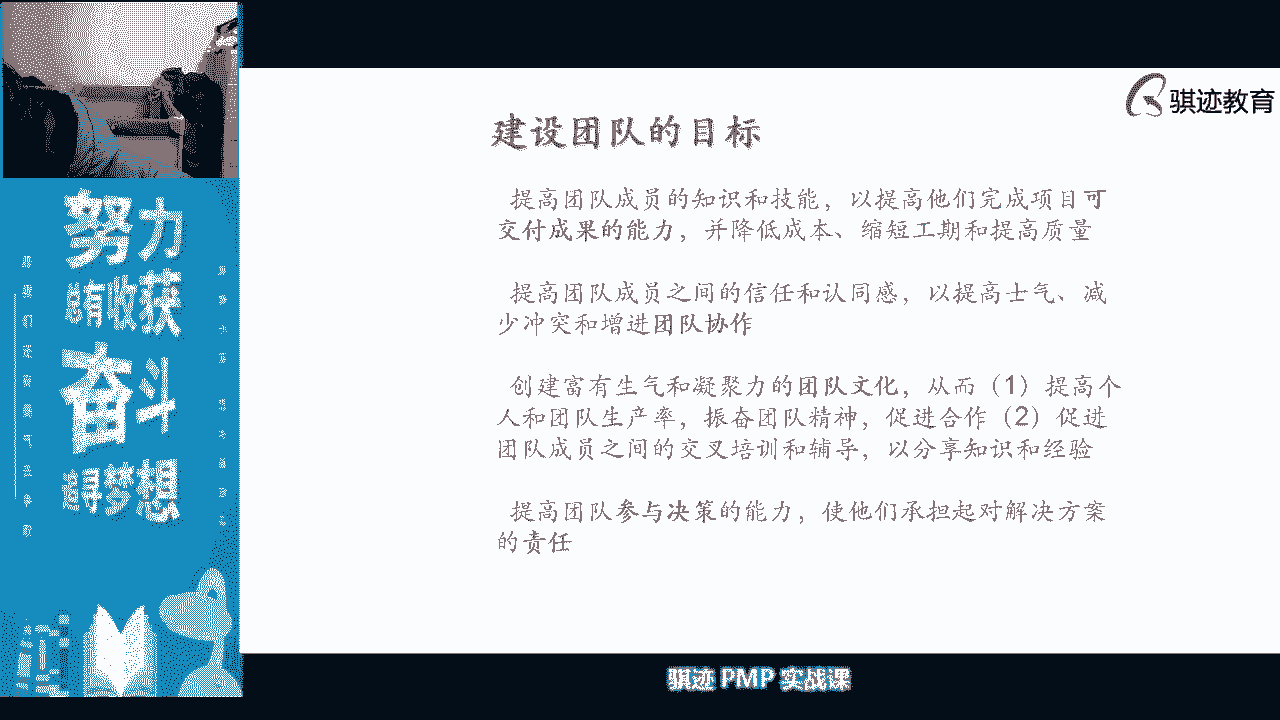 骐迹教育
建设团队的目标
提高团队成员的知识和技能，以提高他们完成项目可
交付成果的能力，并降低成本、缩短工期和提高质量
提高团队成员之间的信任和认同感，以提高士气、减
少冲突和增进团队协作
创建富有生气和凝聚力的团队文化，从而（1）提高个
人和团队生产率，振奋团队精神，促进合作（2）促进
团队成员之间的交叉培训和辅导，以分享知识和经验
提高团队参与决策的能力，使他们承担起对解决方案
的责任
努力
总有收获
奋斗
追寻梦想
骐迹 PMP 实战课